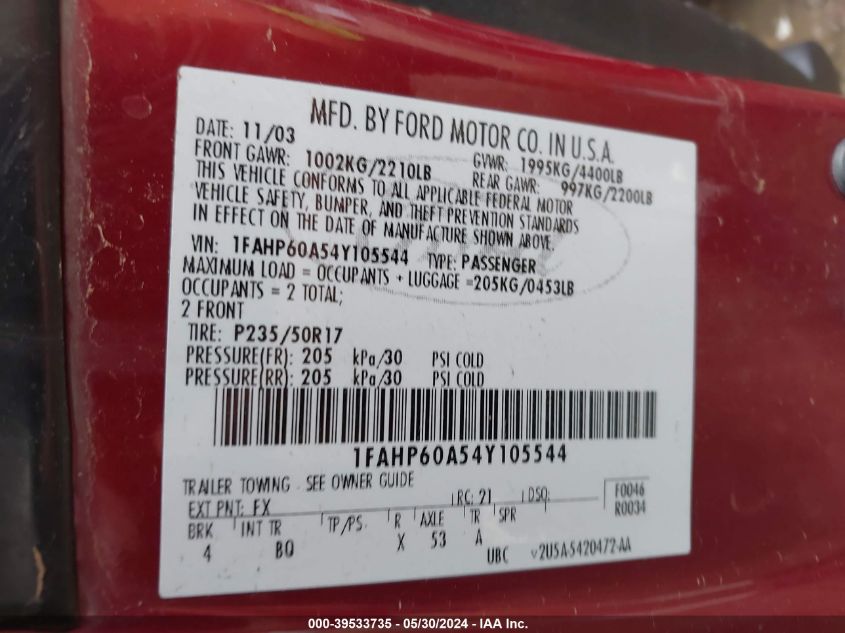 MFD. BY FORD MOTOR CO. IN U.S.A.
DATE: 11/03 GVWR: 1995KG/4400LB
FRONT GAWR: 1002KG/2210LB REAR GAWR: 997KG/2200LB
THIS VEHICLE CONFORMS TO ALL APPLICABLE FEDERAL MOTOR
VEHICLE SAFETY, BUMPER, AND THEFT PREVENTION STANDARDS
IN EFFECT ON THE DATE OF MANUFACTURE SHOWN ABOVE.
VIN: 1FAHP60A54Y105544 TYPE: PASSENGER
MAXIMUM LOAD = OCCUPANTS + LUGGAGE =205KG/0453LB
OCCUPANTS = 2 TOTAL;
2 FRONT
TIRE: P235/50R17
PRESSURE(FR): 205 kPa/30 PSI COLD
PRESSURE(RR): 205 kPa/30 PSI COLD
1FAHP60A54Y105544
TRAILER TOWING - SEE OWNER GUIDE
EXT PNT: FX RC: 21 DSO: F0046
R0034
BRK INT TR TP/PS R AXLE TR SPR
4 BQ X 53 A
UBC v2U5A-5420472-AA
000-39533735 - 05/30/2024 - IAA Inc.